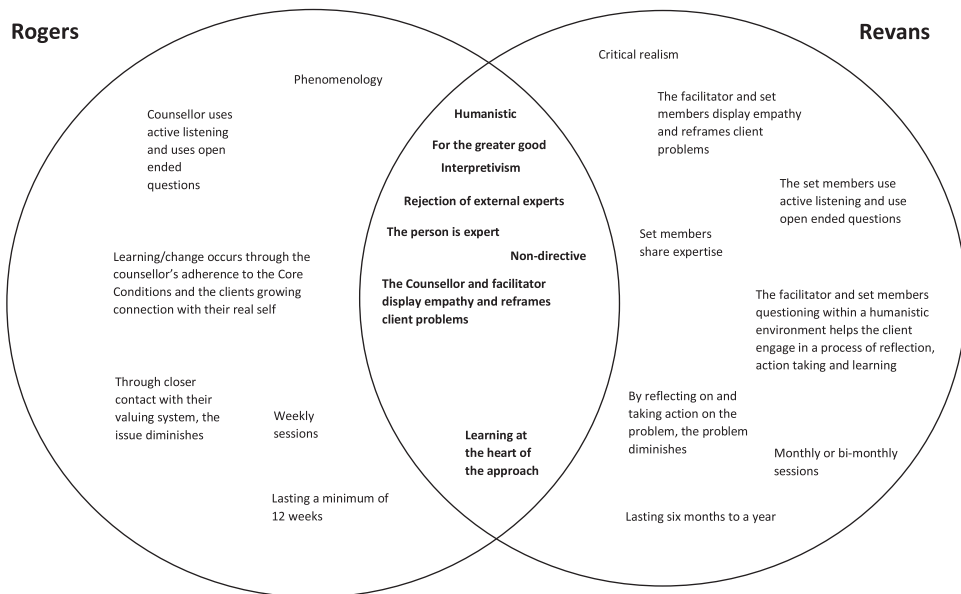 Rogers
Revans
Phenomenology
Counsellor uses
active listening
and uses open
ended
questions
Learning/change occurs through the
counsellor’s adherence to the Core
Conditions and the clients growing
connection with their real self
Through closer
contact with their
valuing system, the
issue diminishes
Weekly
sessions
Lasting a minimum of
12 weeks
Humanistic
For the greater good
Interpretivism
Rejection of external experts
The person is expert
Non-directive
The Counsellor and facilitator
display empathy and reframes
client problems
Learning at
the heart of
the approach
Critical realism
The facilitator and set
members display empathy
and reframes client
problems
The set members use
active listening and use
open ended questions
Set members
share expertise
The facilitator and set members
questioning within a humanistic
environment helps the client
engage in a process of reflection,
action taking and learning
By reflecting on and
taking action on the
problem, the problem
diminishes
Monthly or bi-monthly
sessions
Lasting six months to a year